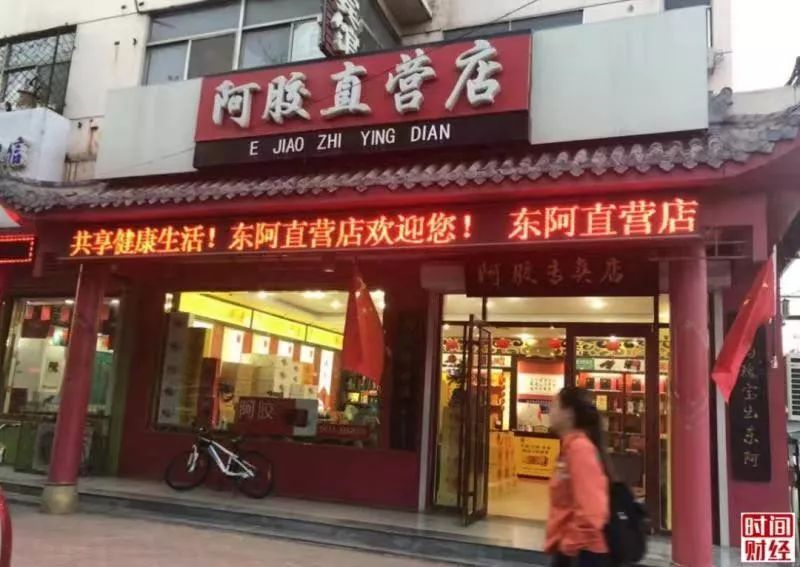 宾馆
阿胶直营店
E JIAO ZHI YING DIAN
共享健康生活！东阿直营店欢迎您！ 东阿直营店
阿胶专卖店
阿胶
宝出东阿
时间
财经